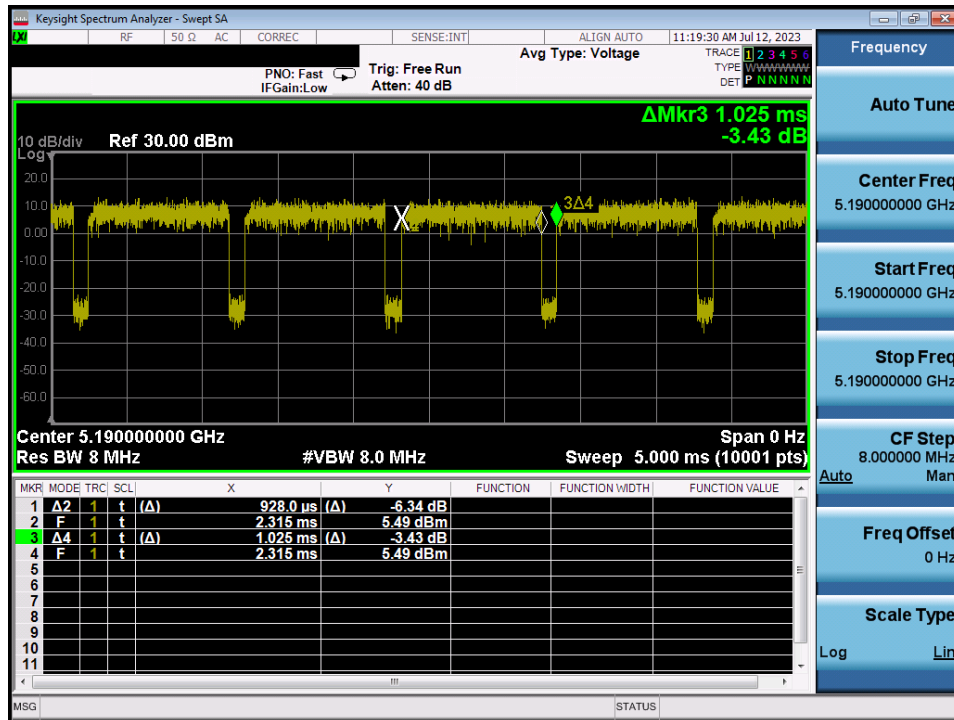 Keysight Spectrum Analyzer - Swept SA
LXI RF 50 Ω AC CORREC SENSE:INT ALIGN AUTO 11:19:30 AM Jul 12, 2023
Avg Type: Voltage
TRACE 1 2 3 4 5 6
TYPE WWWWWW
DET P N N N N N
PNO: Fast
IFGain:Low
Trig: Free Run
Atten: 40 dB
ΔMkr3 1.025 ms
-3.43 dB
10 dB/div Ref 30.00 dBm
Log
20.0
10.0
0.00
-10.0
-20.0
-30.0
-40.0
-50.0
-60.0
3Δ4
Center 5.190000000 GHz Span 0 Hz
Res BW 8 MHz #VBW 8.0 MHz Sweep 5.000 ms (10001 pts)
MKR MODE TRC SCL X Y FUNCTION FUNCTION WIDTH FUNCTION VALUE
1 Δ2 1 t (Δ) 928.0 µs (Δ) -6.34 dB
2 F 1 t 2.315 ms 5.49 dBm
3 Δ4 1 t (Δ) 1.025 ms (Δ) -3.43 dB
4 F 1 t 2.315 ms 5.49 dBm
5
6
7
8
9
10
11
MSG STATUS
Frequency
Auto Tune
Center Freq
5.190000000 GHz
Start Freq
5.190000000 GHz
Stop Freq
5.190000000 GHz
CF Step
8.000000 MHz
Auto Man
Freq Offset
0 Hz
Scale Type
Log Lin